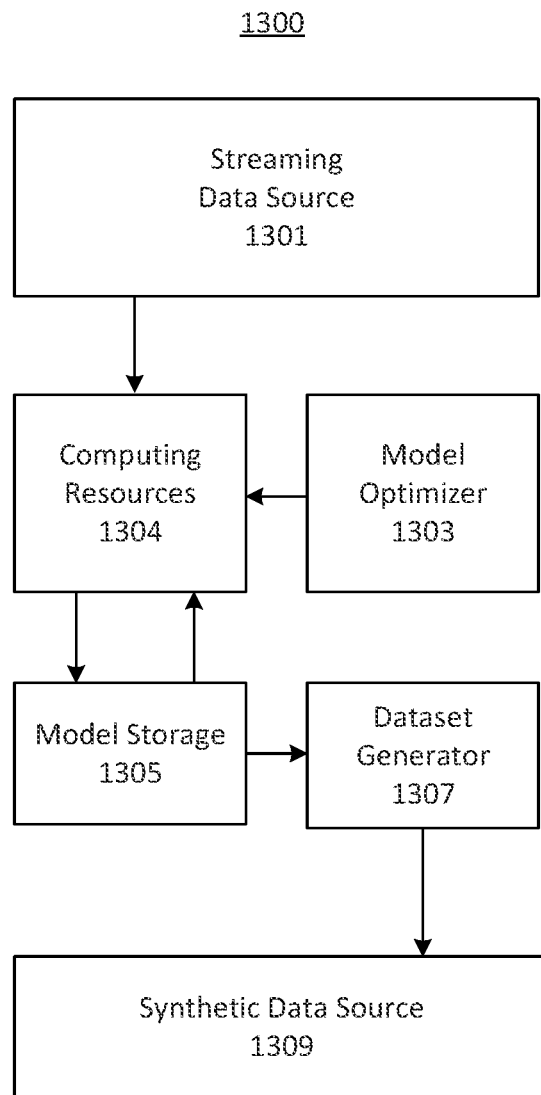 1300
Streaming
Data Source
1301
Computing
Resources
1304
Model
Optimizer
1303
Model Storage
1305
Dataset
Generator
1307
Synthetic Data Source
1309